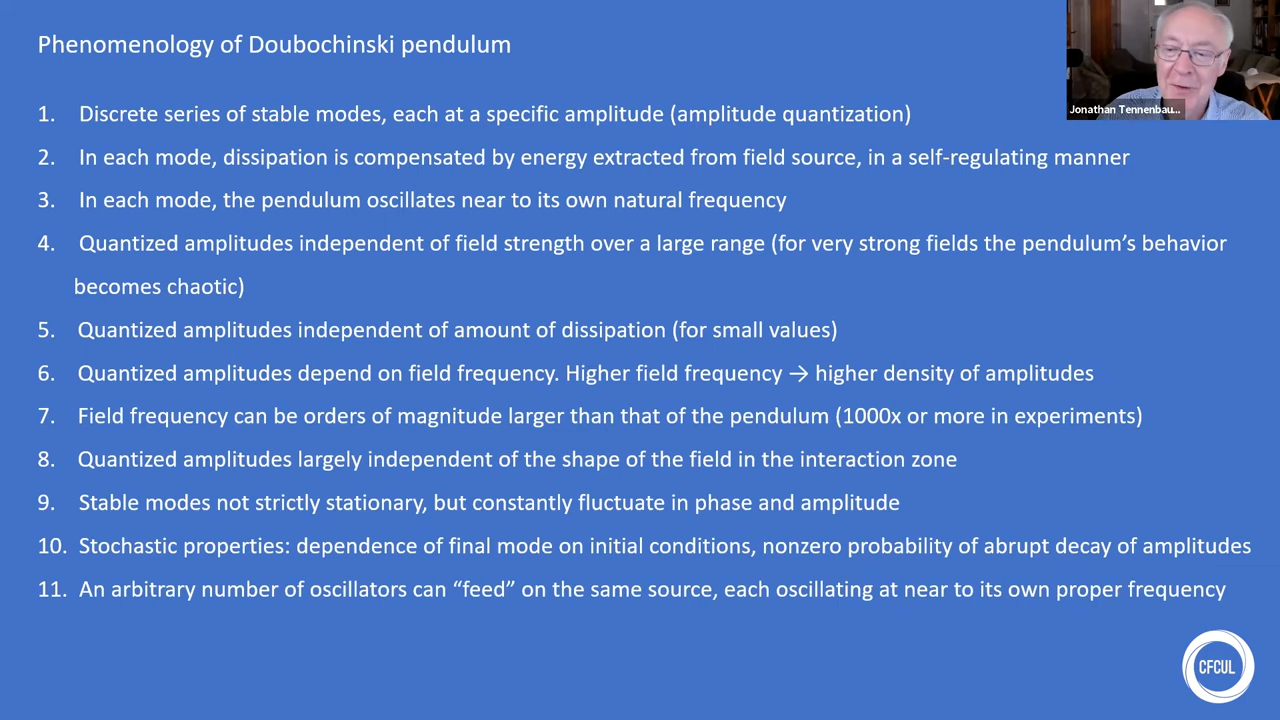 Phenomenology of Doubochinski pendulum
Jonathan Tennenbau...
1. Discrete series of stable modes, each at a specific amplitude (amplitude quantization)
2. In each mode, dissipation is compensated by energy extracted from field source, in a self-regulating manner
3. In each mode, the pendulum oscillates near to its own natural frequency
4. Quantized amplitudes independent of field strength over a large range (for very strong fields the pendulum’s behavior
becomes chaotic)
5. Quantized amplitudes independent of amount of dissipation (for small values)
6. Quantized amplitudes depend on field frequency. Higher field frequency → higher density of amplitudes
7. Field frequency can be orders of magnitude larger than that of the pendulum (1000x or more in experiments)
8. Quantized amplitudes largely independent of the shape of the field in the interaction zone
9. Stable modes not strictly stationary, but constantly fluctuate in phase and amplitude
10. Stochastic properties: dependence of final mode on initial conditions, nonzero probability of abrupt decay of amplitudes
11. An arbitrary number of oscillators can “feed” on the same source, each oscillating at near to its own proper frequency
CFCUL